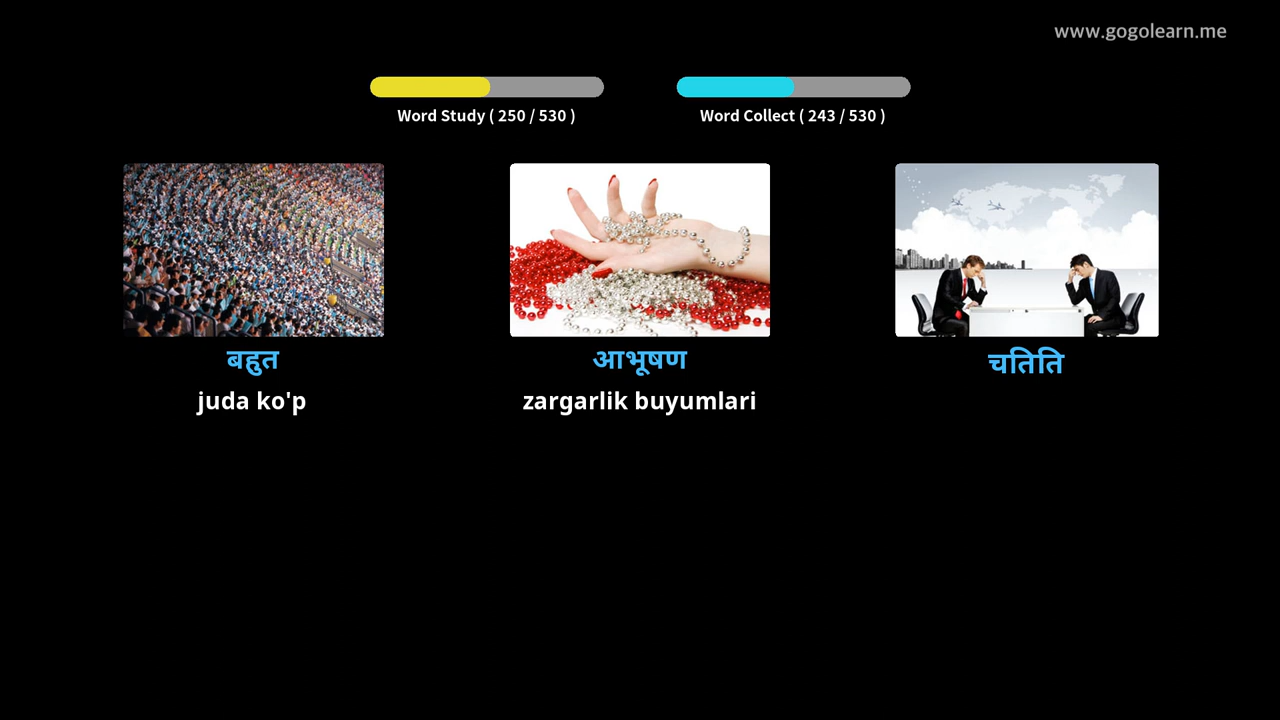 www.gogolearn.me
Word Study ( 250 / 530 )
Word Collect ( 243 / 530 )
बहुत
आभूषण
चतिति
juda ko'p
zargarlik buyumlari